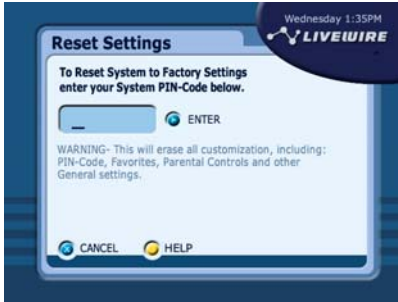 Wednesday 1:35PM
LIVEWIRE
Reset Settings
To Reset System to Factory Settings
enter your System PIN-Code below.
_
ENTER
WARNING- This will erase all customization, including:
PIN-Code, Favorites, Parental Controls and other
General settings.
CANCEL HELP